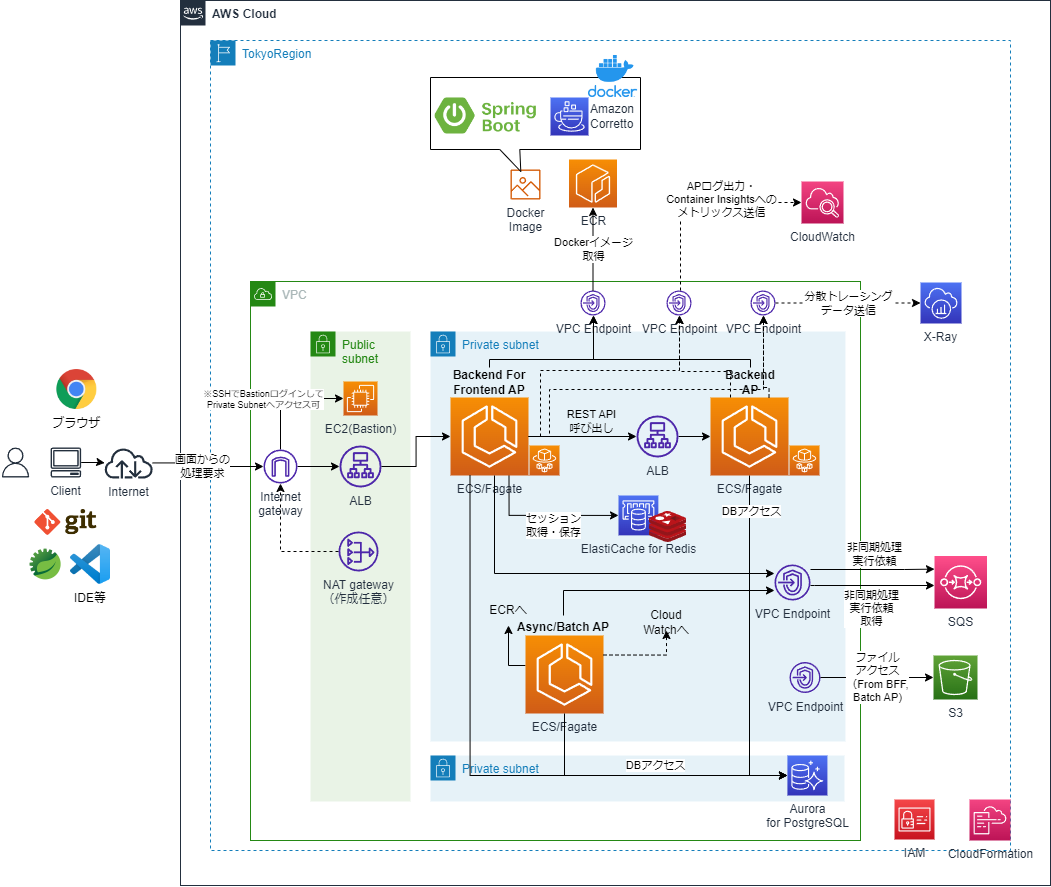 aws
AWS Cloud
TokyoRegion
docker
Spring
Boot
Amazon
Corretto
Docker
Image
ECR
Dockerイメージ
取得
APログ出力・
Container Insightsへの
メトリックス送信
CloudWatch
VPC
VPC Endpoint
VPC Endpoint
VPC Endpoint
分散トレーシング
データ送信
X-Ray
Public
subnet
Private subnet
Backend For
Frontend AP
Backend
AP
ブラウザ
※SSHでBastionログインして
Private Subnetへアクセス可
EC2(Bastion)
REST API
呼び出し
画面からの
処理要求
Client
Internet
Internet
gateway
ALB
ECS/Fagate
ALB
ECS/Fagate
git
セッション
取得・保存
DBアクセス
ElastiCache for Redis
NAT gateway
（作成任意）
IDE等
非同期処理
実行依頼
非同期処理
実行依頼
取得
VPC Endpoint
SQS
ECRへ
Async/Batch AP
Cloud
Watchへ
ECS/Fagate
ファイル
アクセス
（From BFF,
Batch AP)
VPC Endpoint
S3
Private subnet
DBアクセス
Aurora
for PostgreSQL
IAM
CloudFormation